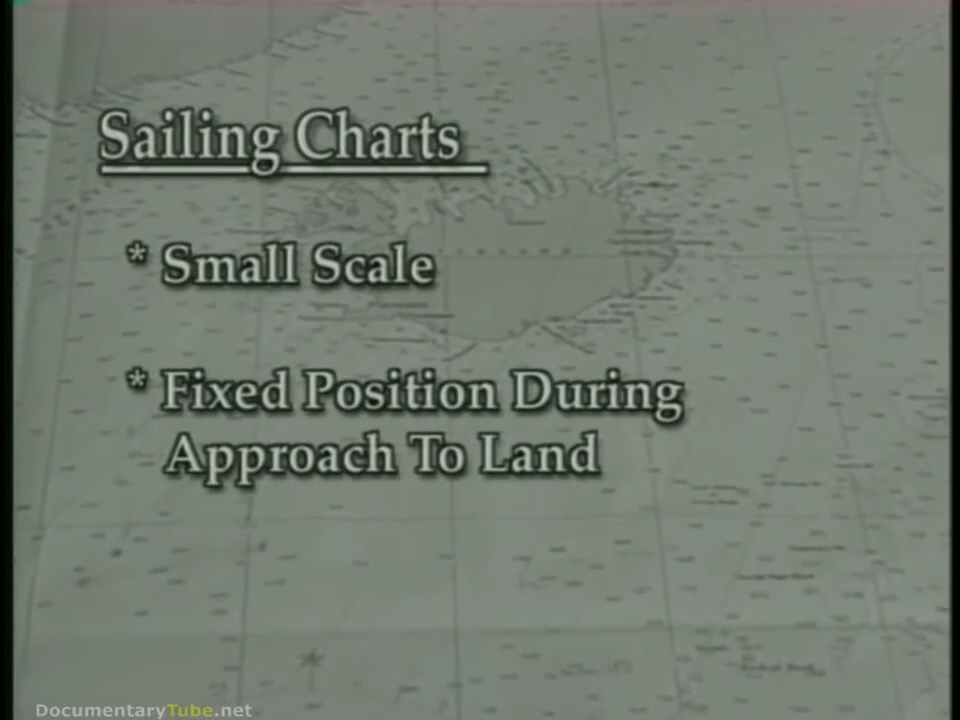 Sailing Charts
* Small Scale
* Fixed Position During
Approach To Land
DocumentaryTube.net